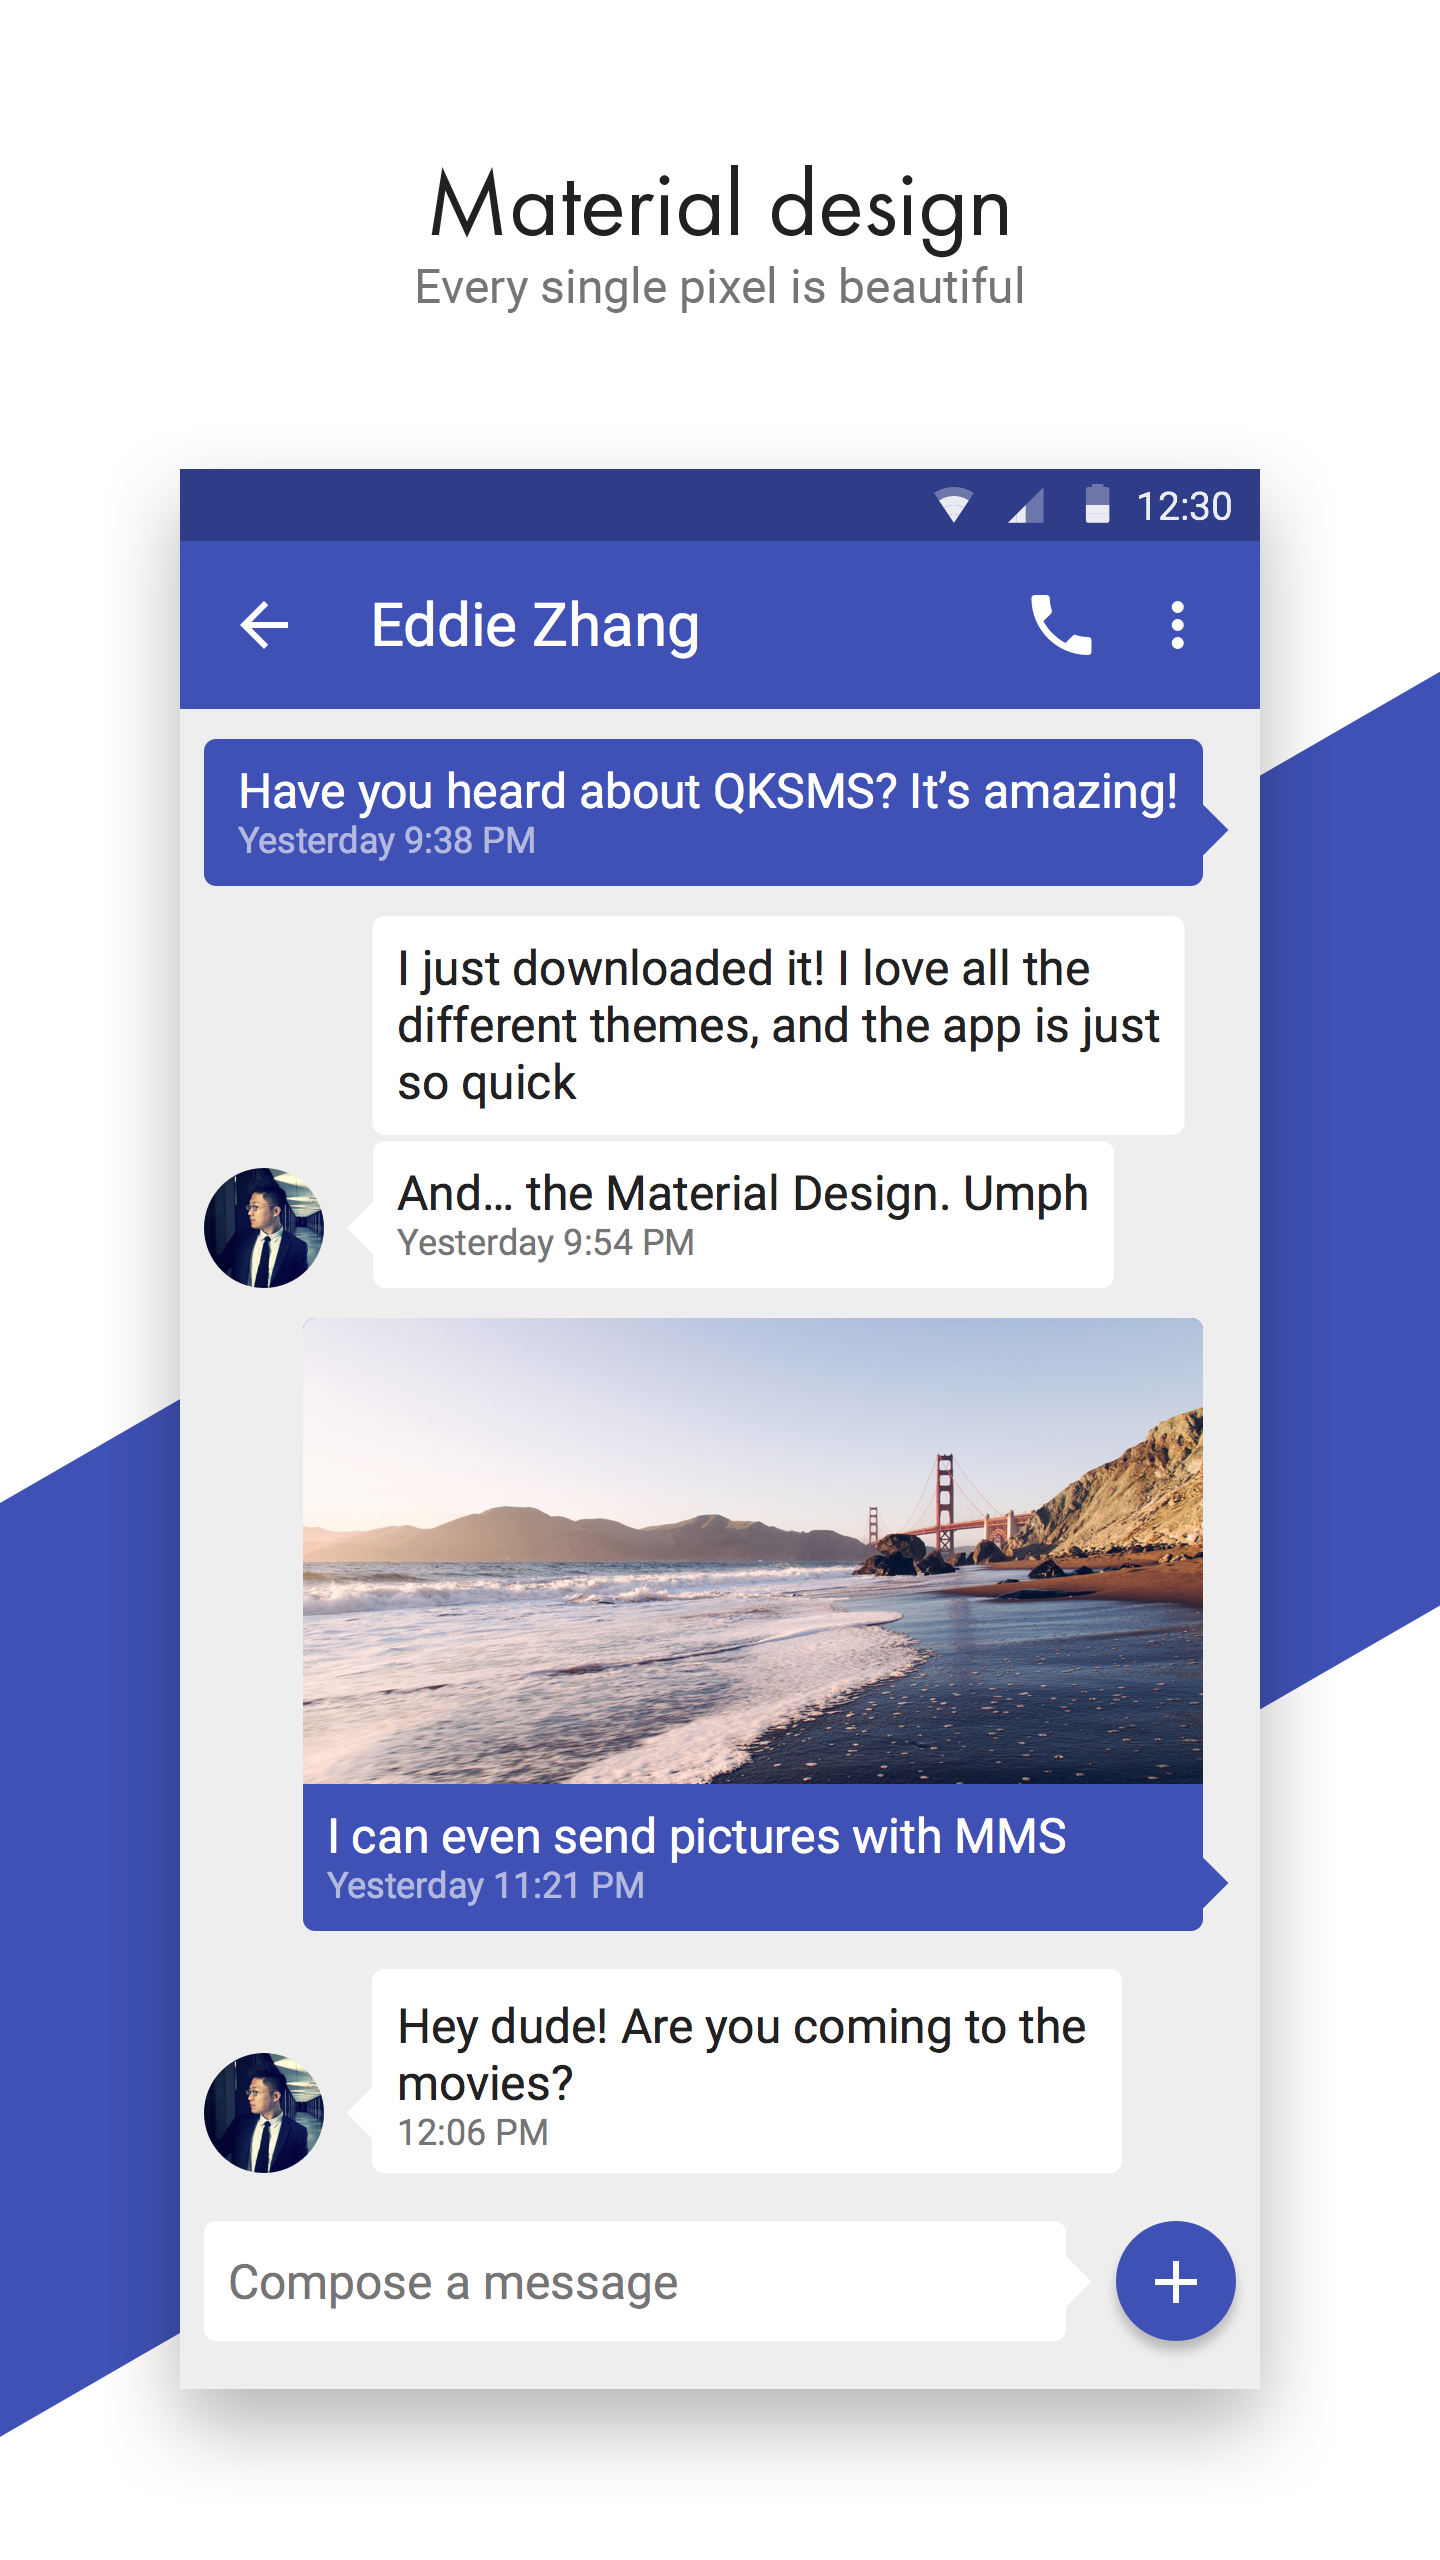 Material design
Every single pixel is beautiful
12:30
Eddie Zhang
Have you heard about QKSMS? It’s amazing!
Yesterday 9:38 PM
I just downloaded it! I love all the
different themes, and the app is just
so quick
And… the Material Design. Umph
Yesterday 9:54 PM
I can even send pictures with MMS
Yesterday 11:21 PM
Hey dude! Are you coming to the
movies?
12:06 PM
Compose a message